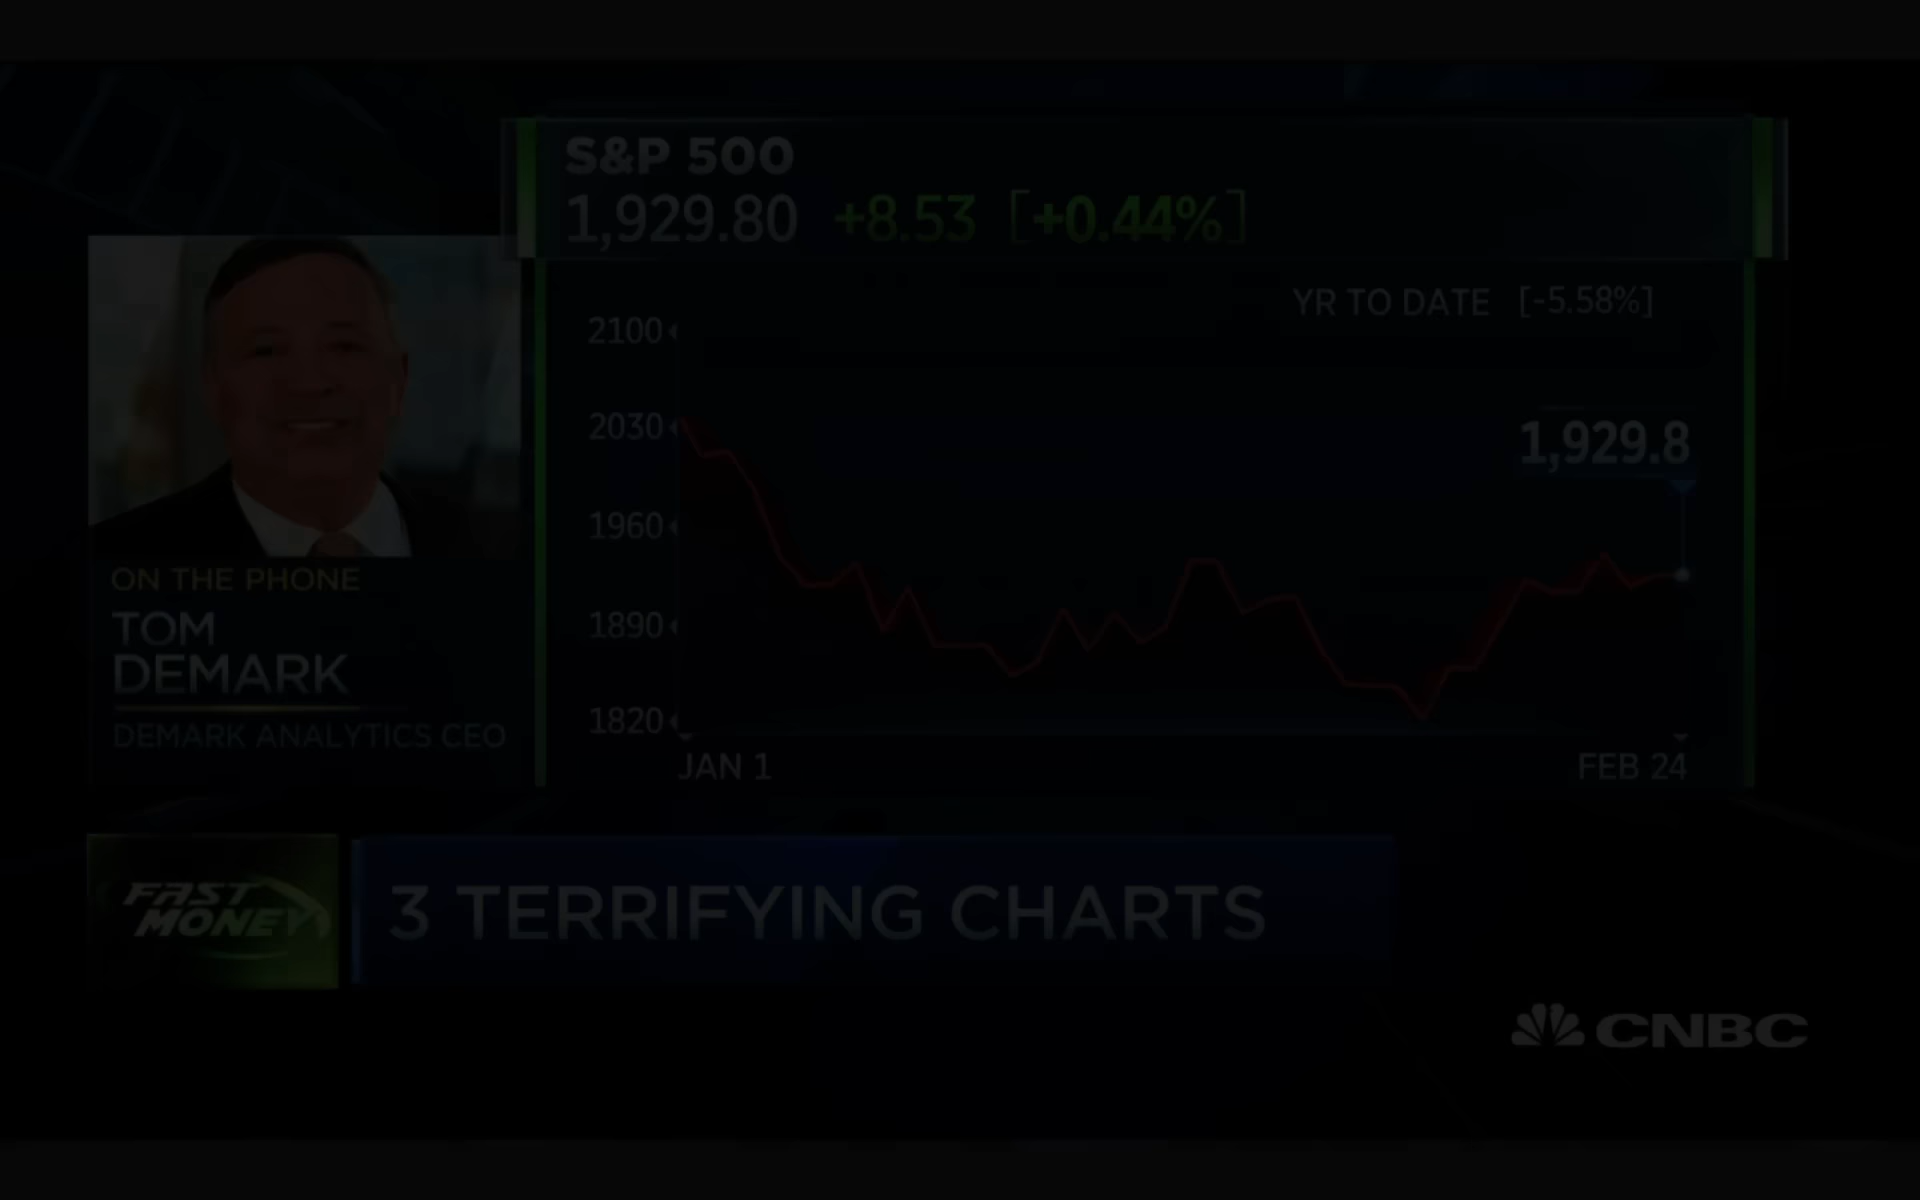 S&P 500
1,929.80 +8.53 [+0.44%]
YR TO DATE [-5.58%]
2100
2030
1960
1890
1820
1,929.8
JAN 1
FEB 24
ON THE PHONE
TOM
DEMARK
DEMARK ANALYTICS CEO
FAST
MONEY
3 TERRIFYING CHARTS
CNBC